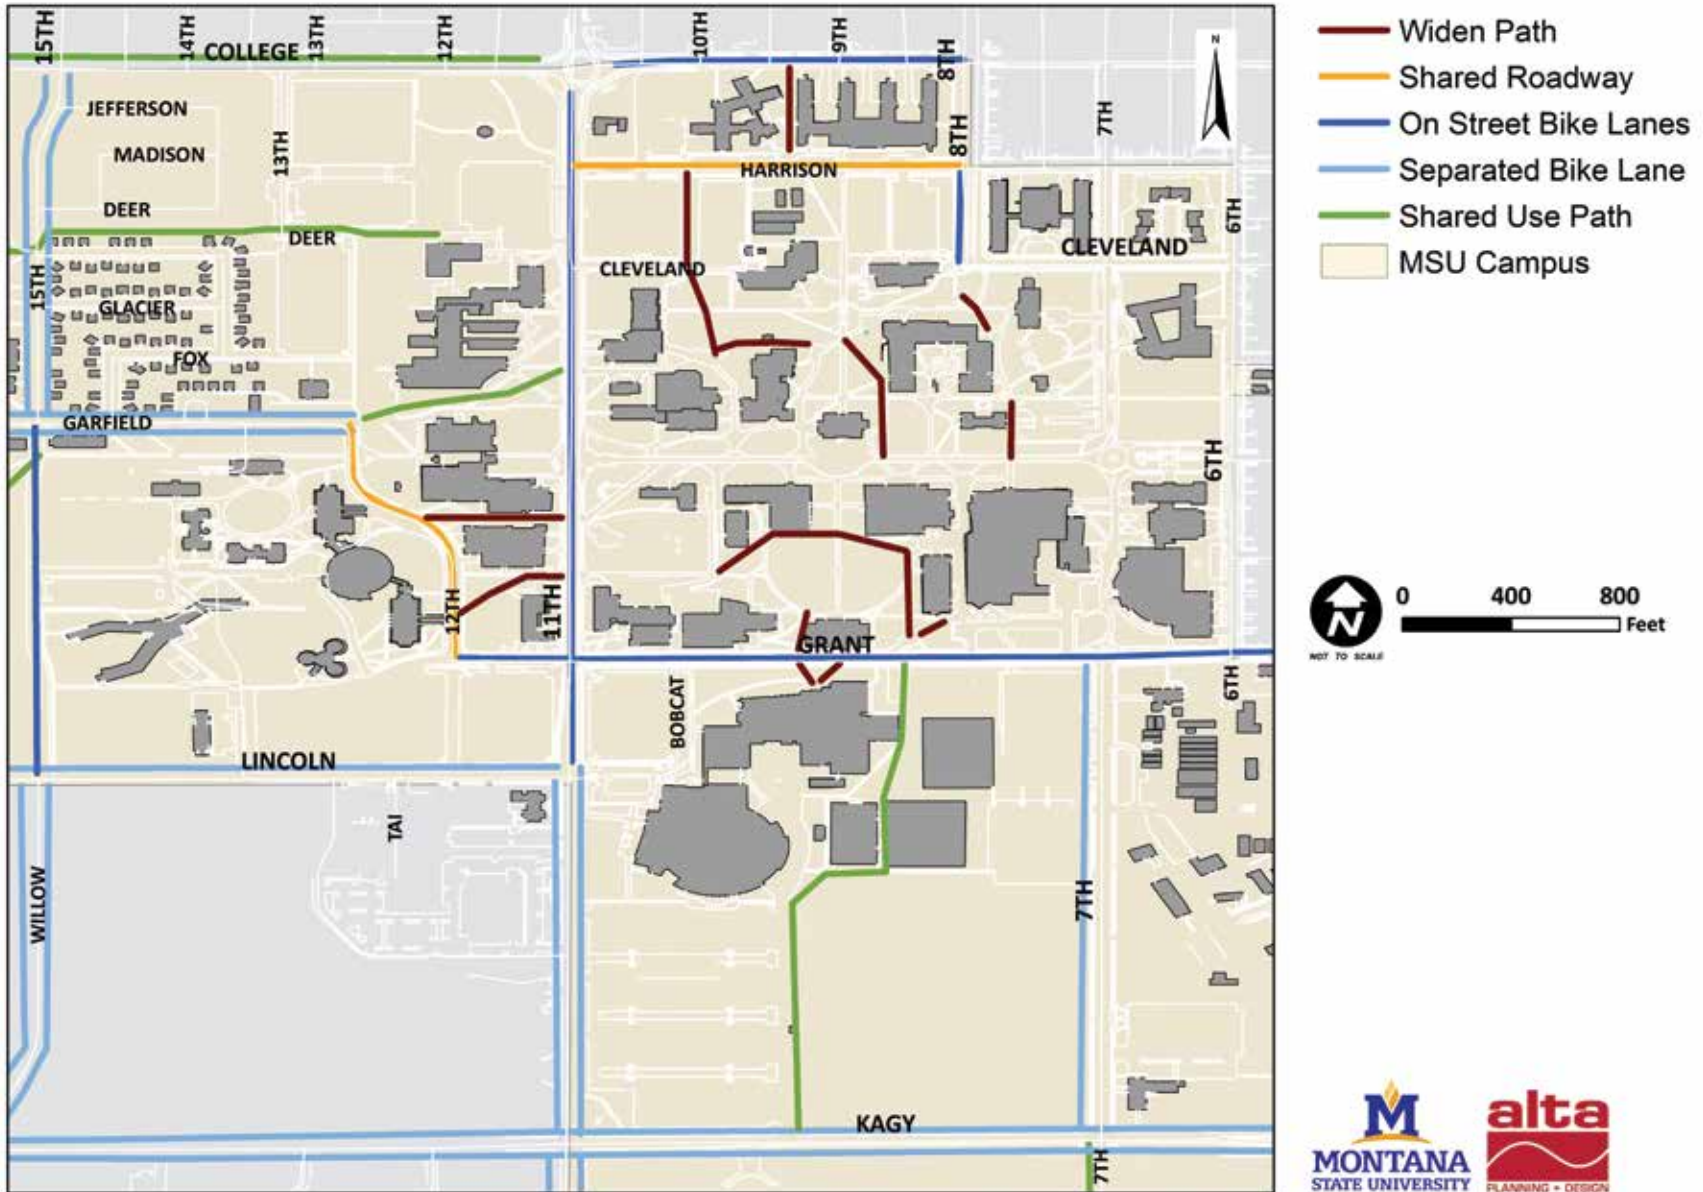 15TH
14TH
13TH
12TH
10TH
9TH
8TH
COLLEGE
JEFFERSON
MADISON
13TH
8TH
7TH
N
HARRISON
DEER
DEER
6TH
CLEVELAND
CLEVELAND
15TH
GLACIER
FOX
GARFIELD
6TH
12TH
11TH
GRANT
BOBCAT
6TH
LINCOLN
TAI
WILLOW
7TH
KAGY
7TH
Widen Path
Shared Roadway
On Street Bike Lanes
Separated Bike Lane
Shared Use Path
MSU Campus
N
NOT TO SCALE
0 400 800
Feet
M
MONTANA
STATE UNIVERSITY
alta
PLANNING + DESIGN